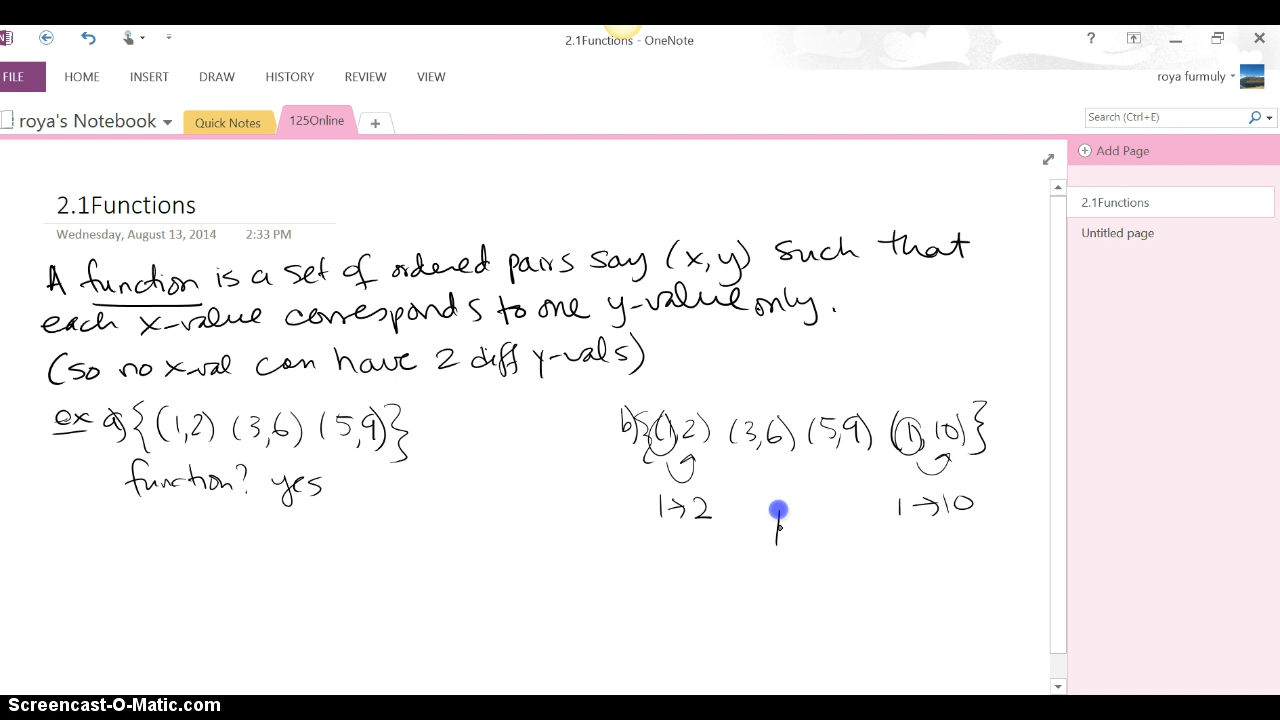 2.1Functions - OneNote
?
FILE HOME INSERT DRAW HISTORY REVIEW VIEW
roya furmuly
roya's Notebook Quick Notes 125Online +
Search (Ctrl+E)
Add Page
2.1Functions
Untitled page
2.1Functions
Wednesday, August 13, 2014 2:33 PM
A function is a set of ordered pairs say (x,y) such that
each x-value corresponds to one y-value only.
(so no x-val can have 2 diff y-vals)
ex a) {(1,2) (3,6) (5,9)}
function? yes
b) {(1,2) (3,6) (5,9) (1,10)}
1→2 1→10
Screencast-O-Matic.com